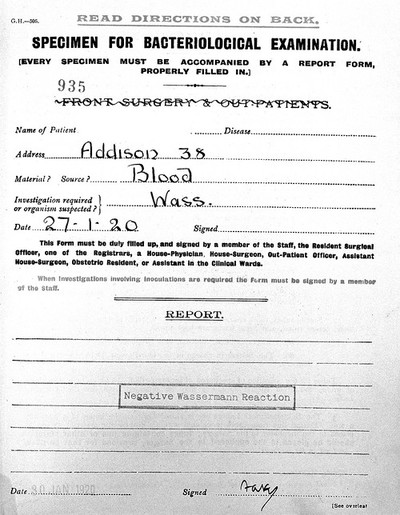 G.H.—306.
READ DIRECTIONS ON BACK.
SPECIMEN FOR BACTERIOLOGICAL EXAMINATION.
[EVERY SPECIMEN MUST BE ACCOMPANIED BY A REPORT FORM,
PROPERLY FILLED IN.]
935
FRONT SURGERY & OUT-PATIENTS.
Name of Patient Disease
Address Addison 38
Material? Source? Blood
Investigation required
or organism suspected? } Wass.
Date 27-1-20 Signed
This Form must be duly filled up, and signed by a member of the Staff, the Resident Surgical
Officer, one of the Registrars, a House-Physician, House-Surgeon, Out-Patient Officer, Assistant
House-Surgeon, Obstetric Resident, or Assistant in the Clinical Wards.
When investigations involving inoculations are required the Form must be signed by a member
of the Staff.
REPORT.
Negative Wassermann Reaction
Date 30 JAN 1920 Signed
[See overleaf